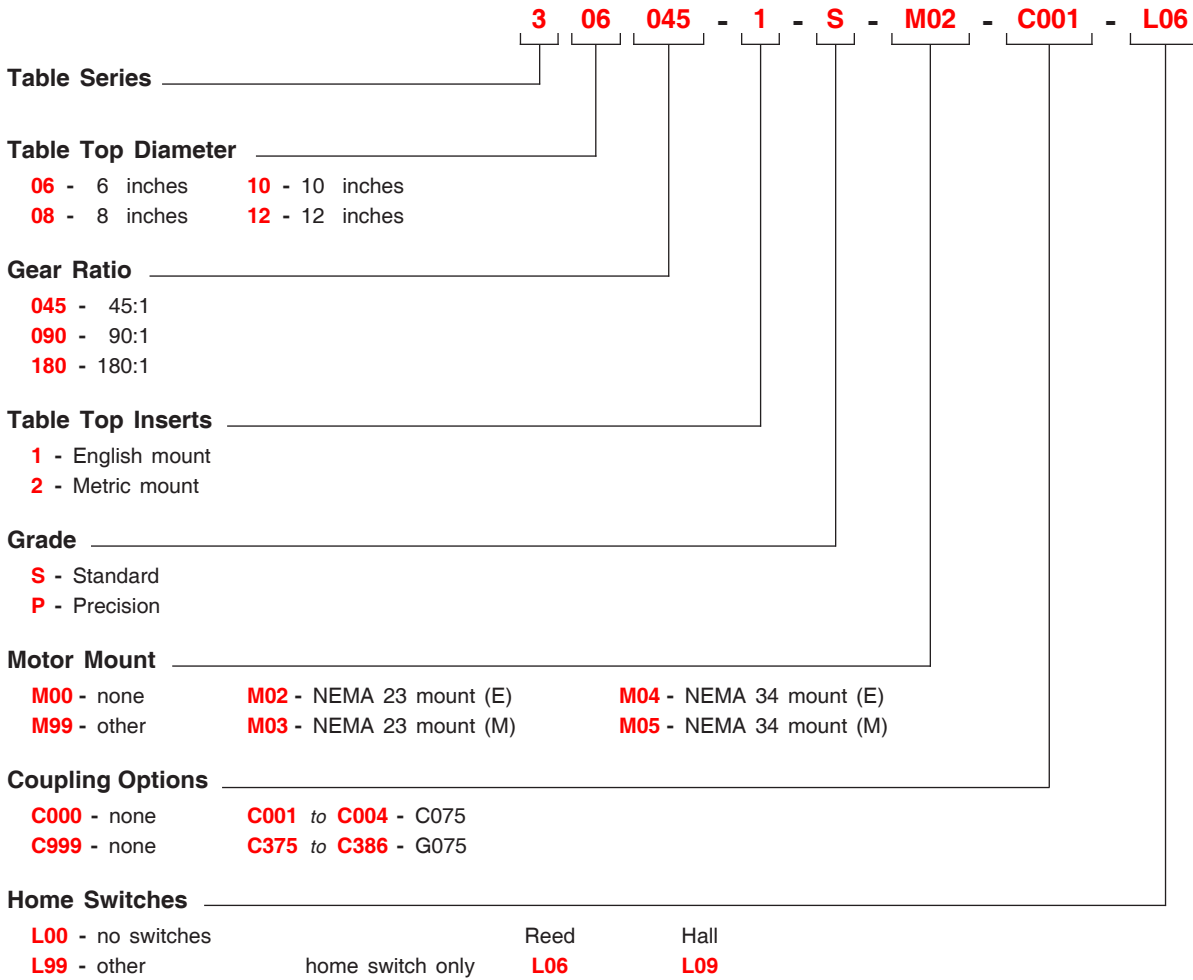 3 06 045 - 1 - S - M02 - C001 - L06
Table Series
Table Top Diameter
06 - 6 inches 10 - 10 inches
08 - 8 inches 12 - 12 inches
Gear Ratio
045 - 45:1
090 - 90:1
180 - 180:1
Table Top Inserts
1 - English mount
2 - Metric mount
Grade
S - Standard
P - Precision
Motor Mount
M00 - none M02 - NEMA 23 mount (E) M04 - NEMA 34 mount (E)
M99 - other M03 - NEMA 23 mount (M) M05 - NEMA 34 mount (M)
Coupling Options
C000 - none C001 to C004 - C075
C999 - none C375 to C386 - G075
Home Switches
L00 - no switches Reed Hall
L99 - other home switch only L06 L09